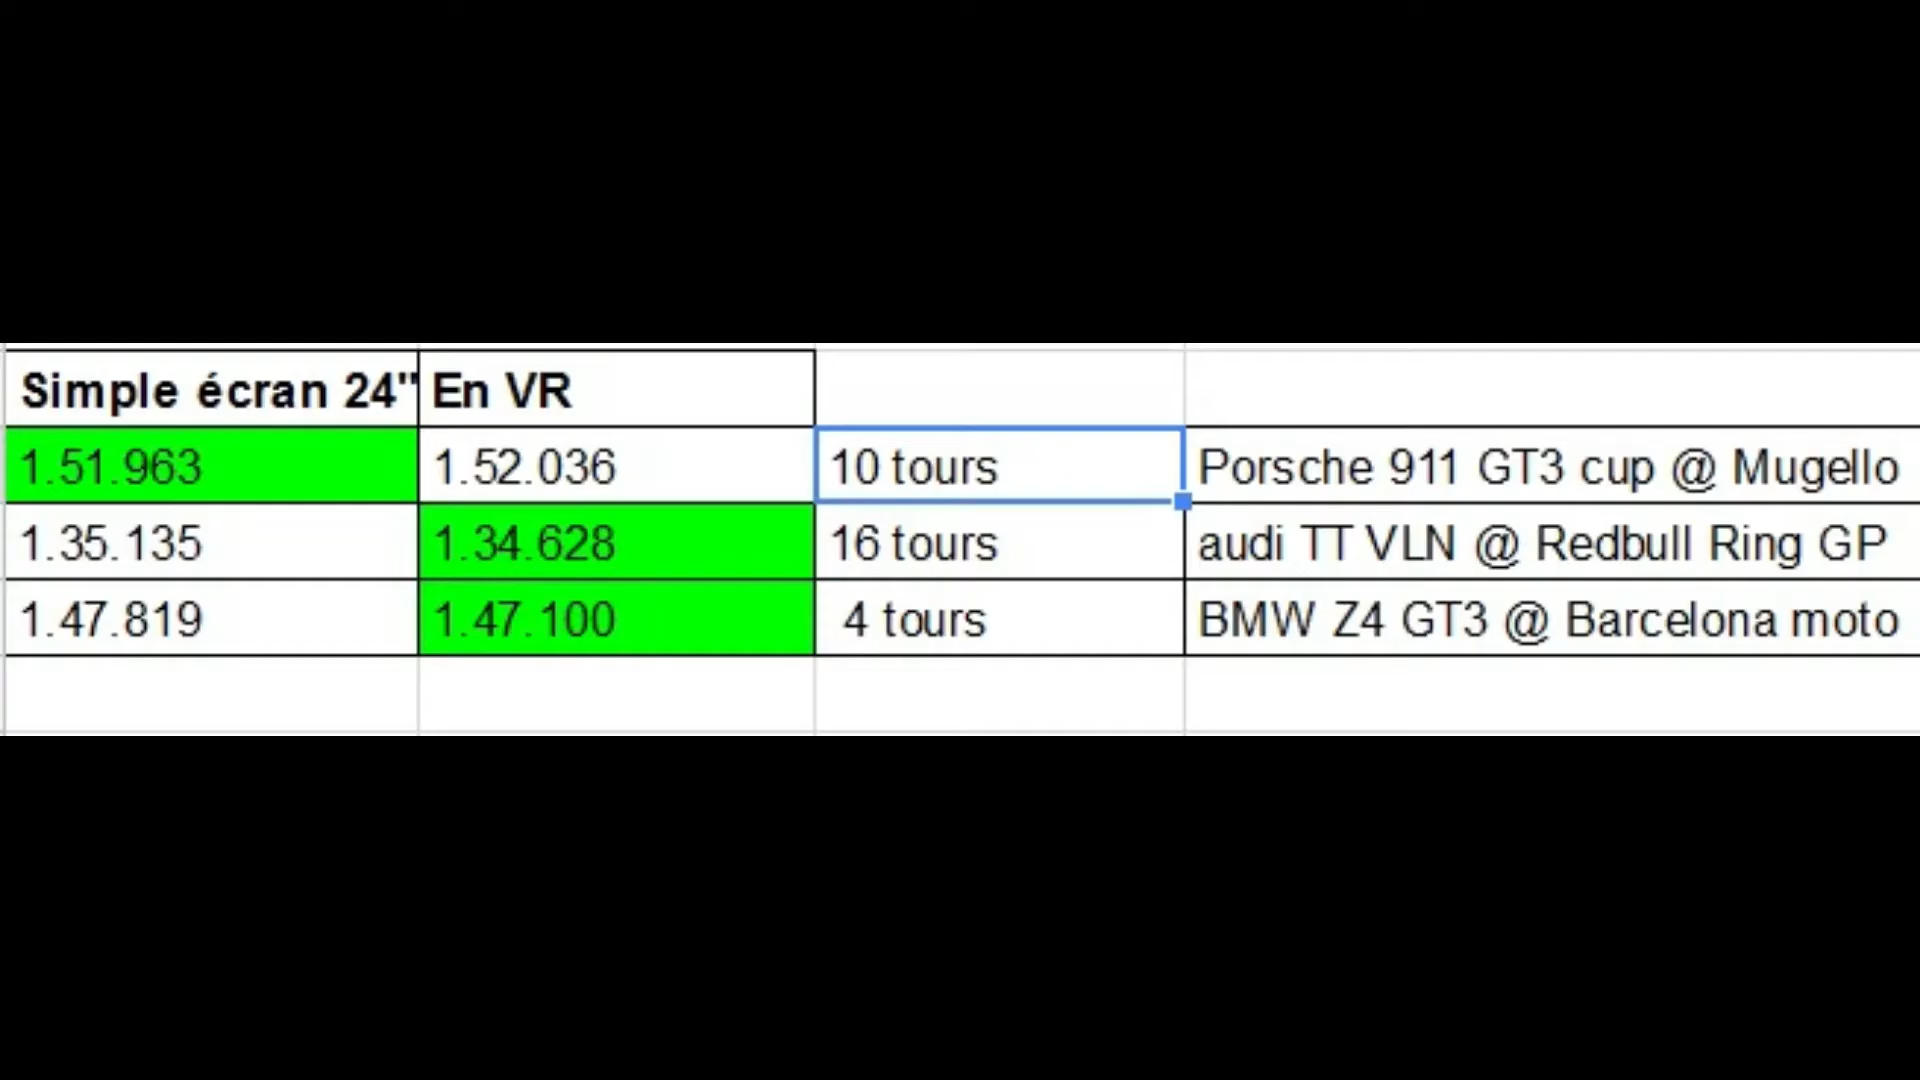 Simple écran 24" En VR
1.51.963 1.52.036 10 tours Porsche 911 GT3 cup @ Mugello
1.35.135 1.34.628 16 tours audi TT VLN @ Redbull Ring GP
1.47.819 1.47.100 4 tours BMW Z4 GT3 @ Barcelona moto